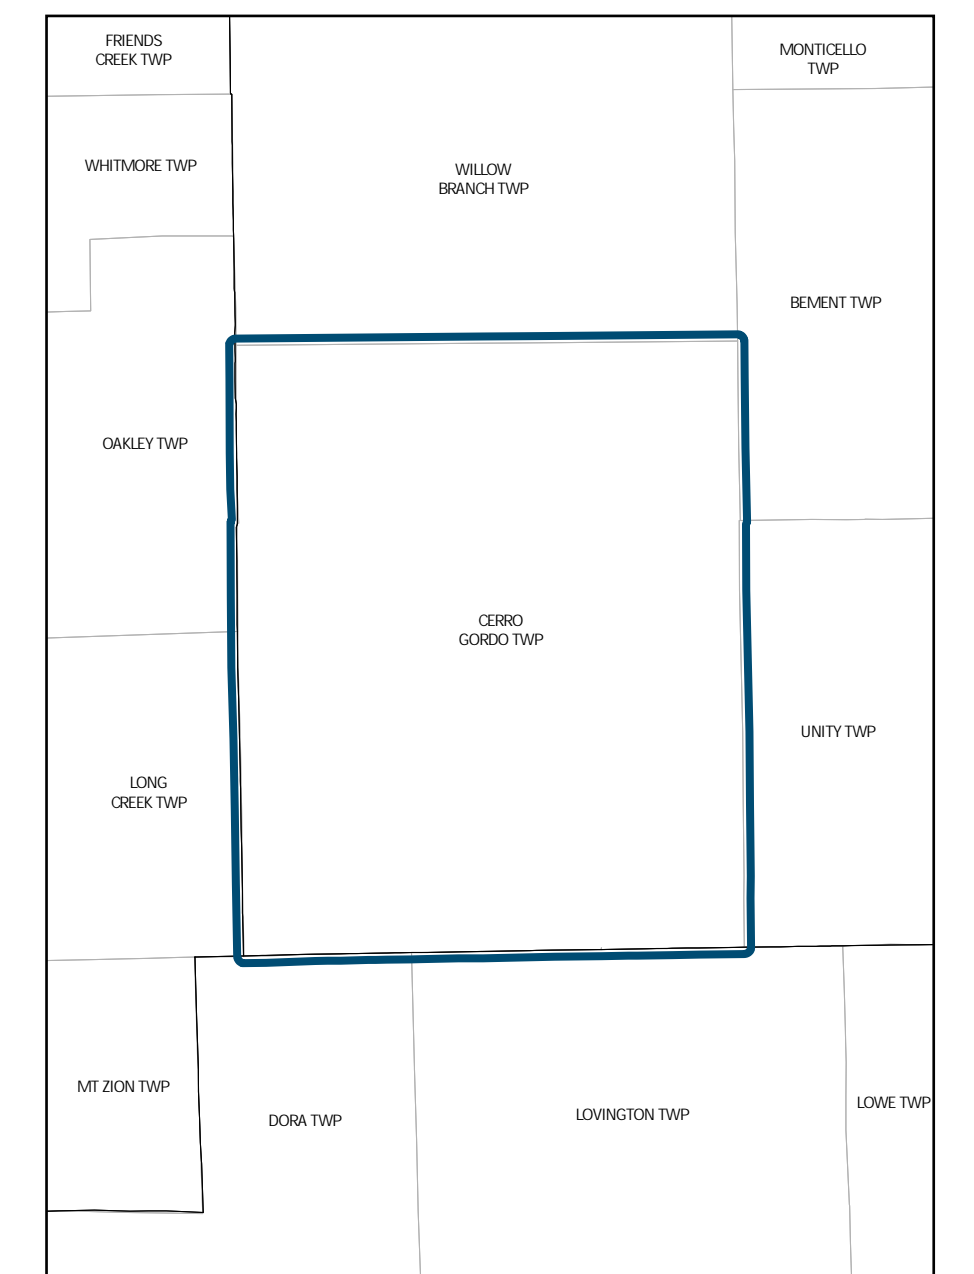 FRIENDS
CREEK TWP
MONTICELLO
TWP
WHITMORE TWP
WILLOW
BRANCH TWP
BEMENT TWP
OAKLEY TWP
CERRO
GORDO TWP
UNITY TWP
LONG
CREEK TWP
MT ZION TWP
DORA TWP
LOVINGTON TWP
LOWE TWP